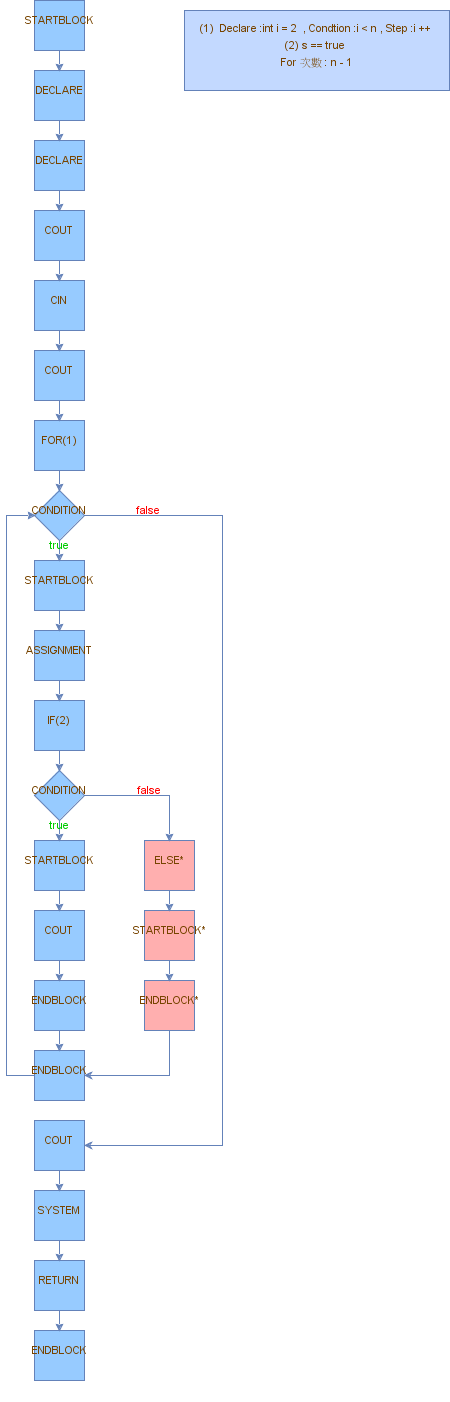 STARTBLOCK
(1) Declare :int i = 2 , Condtion :i < n , Step :i ++
(2) s == true
For 次數 : n - 1
DECLARE
DECLARE
COUT
CIN
COUT
FOR(1)
CONDITION
false
true
STARTBLOCK
ASSIGNMENT
IF(2)
CONDITION
false
true
STARTBLOCK
ELSE*
COUT
STARTBLOCK*
ENDBLOCK
ENDBLOCK*
ENDBLOCK
COUT
SYSTEM
RETURN
ENDBLOCK